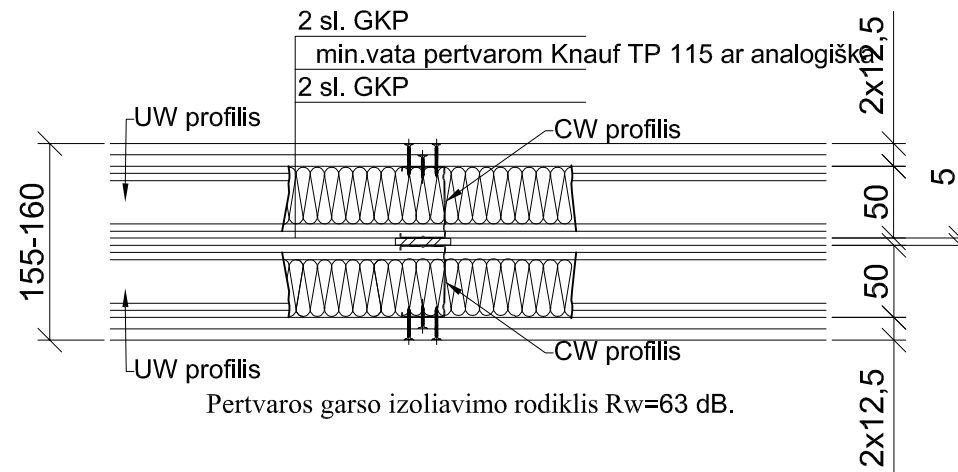 2 sl. GKP
min.vata pertvarom Knauf TP 115 ar analogiška
2 sl. GKP
UW profilis
CW profilis
2x12,5
50
5
155-160
50
UW profilis
CW profilis
2x12,5
Pertvaros garso izoliavimo rodiklis Rw=63 dB.